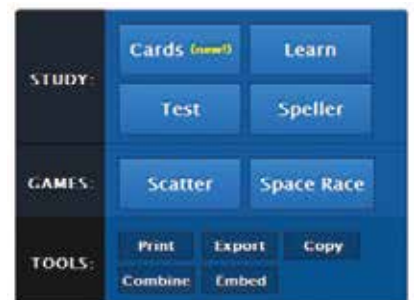 Cards (new!) Learn
STUDY:
Test Speller
GAMES: Scatter Space Race
Print Export Copy
TOOLS:
Combine Embed